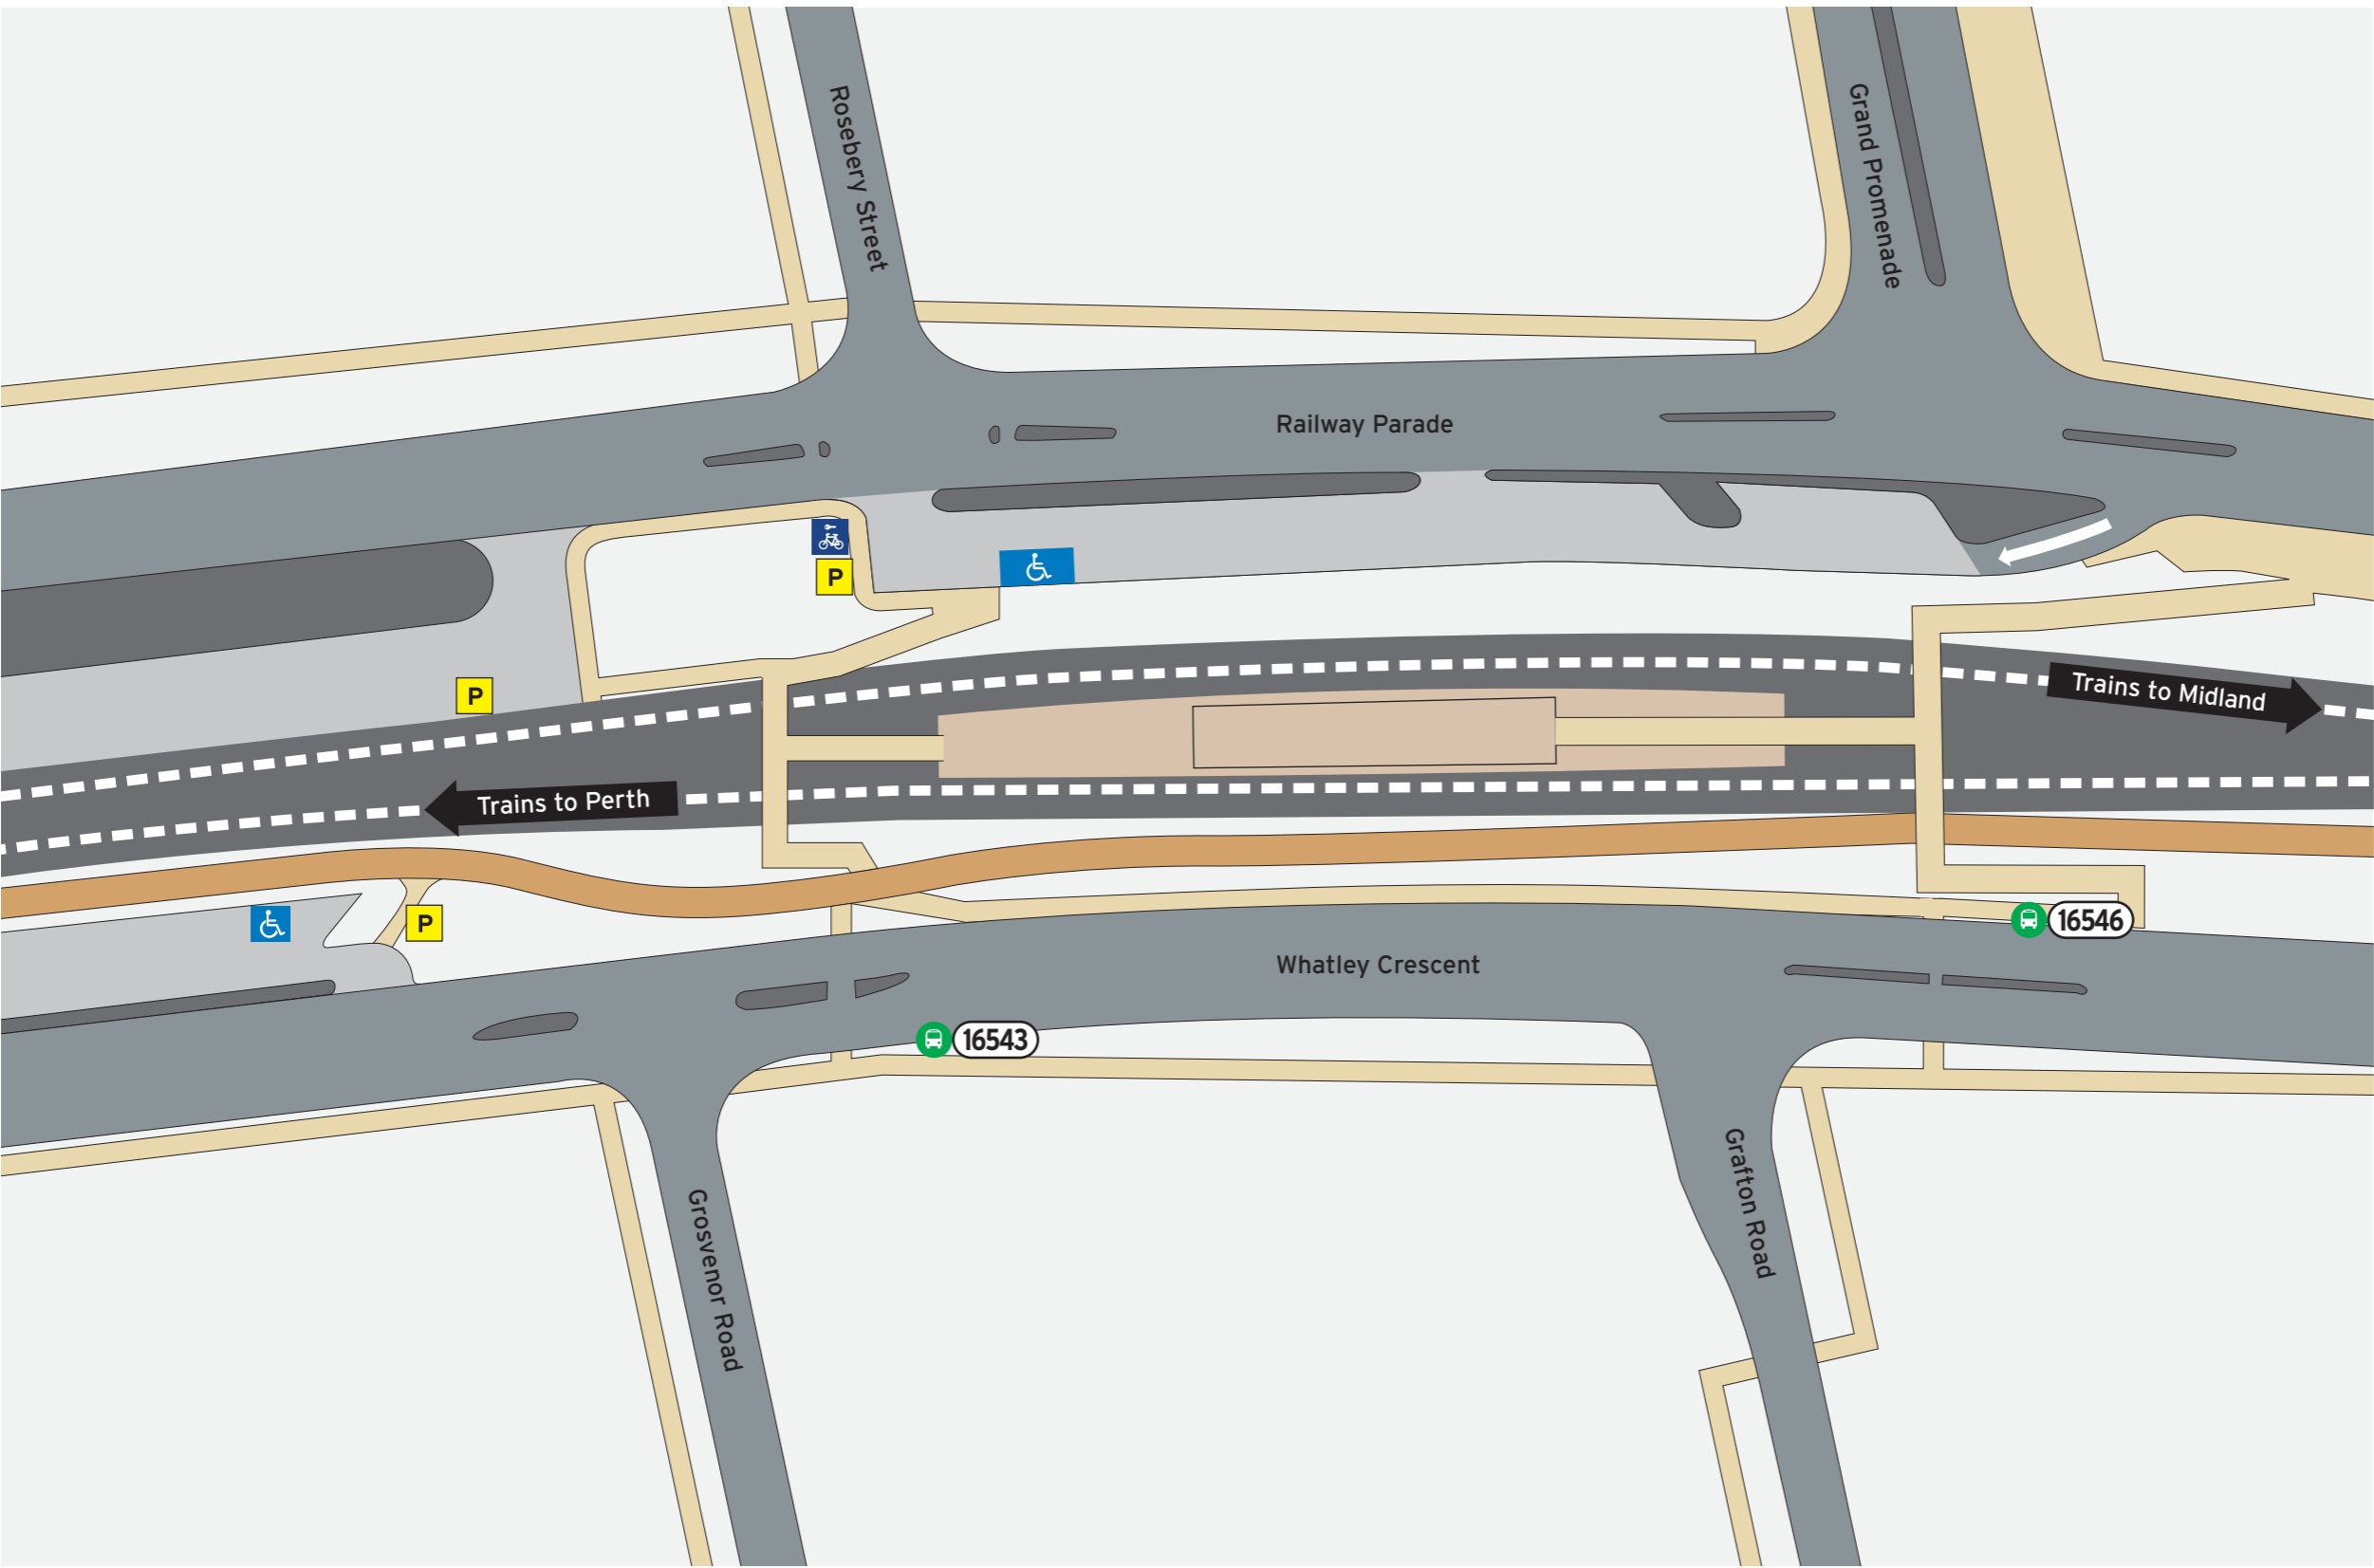 Rosebery Street
Grand Promenade
Railway Parade
P
P
Trains to Midland
Trains to Perth
P
16546
Whatley Crescent
16543
Grafton Road
Grosvenor Road